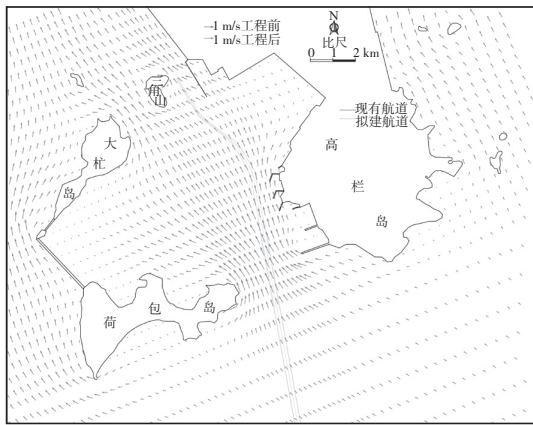 →1 m/s工程前
→1 m/s工程后
N
比尺
0 1 2 km
三角山
现有航道
拟建航道
大杧岛
高栏岛
荷包岛